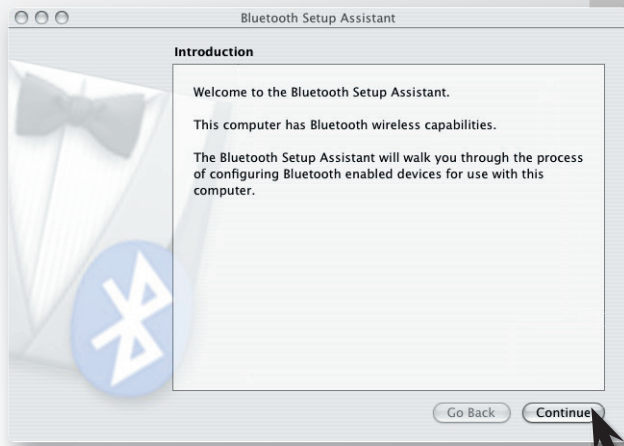 Bluetooth Setup Assistant
Introduction
Welcome to the Bluetooth Setup Assistant.
This computer has Bluetooth wireless capabilities.
The Bluetooth Setup Assistant will walk you through the process
of configuring Bluetooth enabled devices for use with this
computer.
Go Back Continue